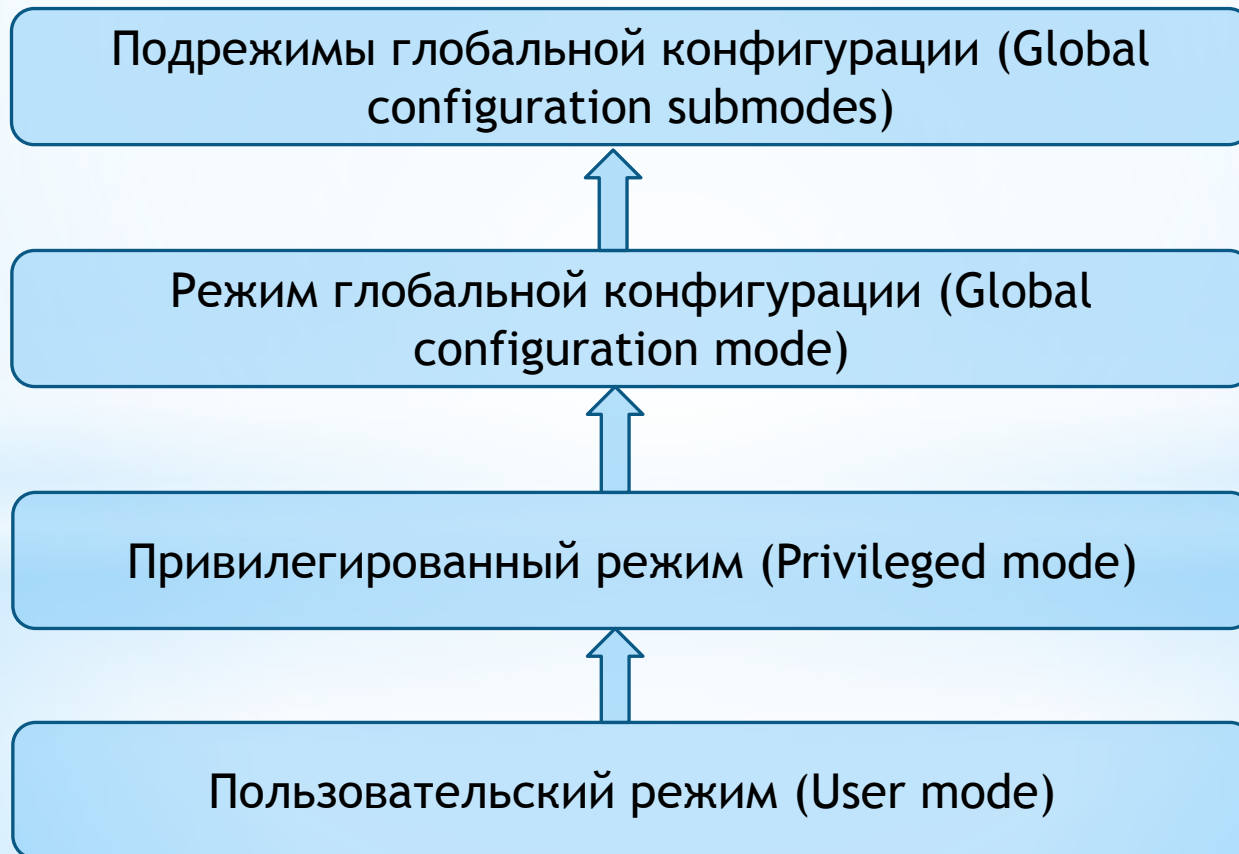 Подрежимы глобальной конфигурации (Global
configuration submodes)
Режим глобальной конфигурации (Global
configuration mode)
Привилегированный режим (Privileged mode)
Пользовательский режим (User mode)